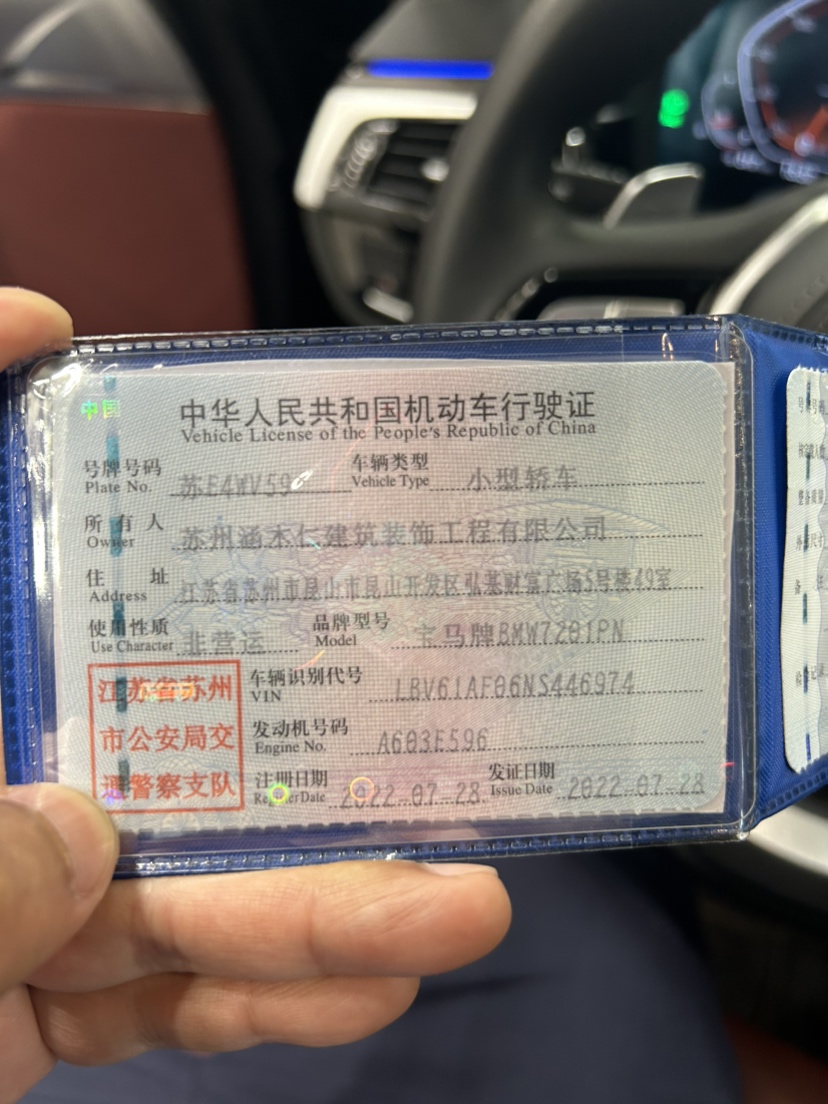 中国
中华人民共和国机动车行驶证
Vehicle License of the People's Republic of China
号牌号码 苏E4WV59 车辆类型 小型轿车
Plate No. Vehicle Type
所有人 苏州涵禾仁建筑装饰工程有限公司
Owner
住址 江苏省苏州市昆山市昆山开发区弘基财富广场5号楼49室
Address
使用性质 非营运 品牌型号 宝马牌BMW7201PN
Use Character Model
江苏省苏州
市公安局交
通警察支队
车辆识别代号 LBV61AF06NS446974
VIN
发动机号码 A603F596
Engine No.
注册日期 2022-07-28 发证日期 2022-07-28
Register Date Issue Date